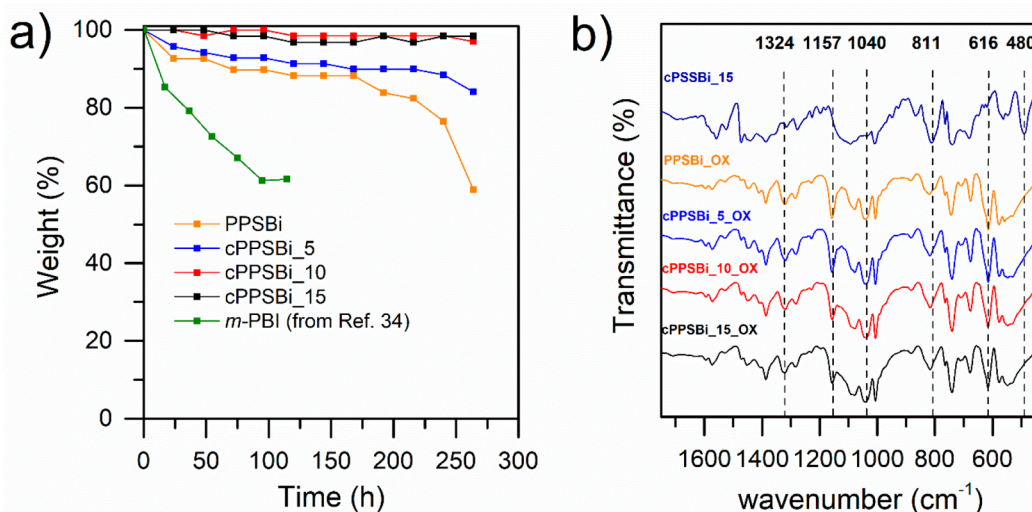 a)
Weight (%)
100
80
60
40
20
0
PPSBi
cPPSBi_5
cPPSBi_10
cPPSBi_15
m-PBI (from Ref. 34)
0 50 100 150 200 250 300
Time (h)
b)
1324 1157 1040 811 616 480
Transmittance (%)
cPSSBi_15
PPSBi_OX
cPPSBi_5_OX
cPPSBi_10_OX
cPPSBi_15_OX
1600 1400 1200 1000 800 600
wavenumber (cm⁻¹)